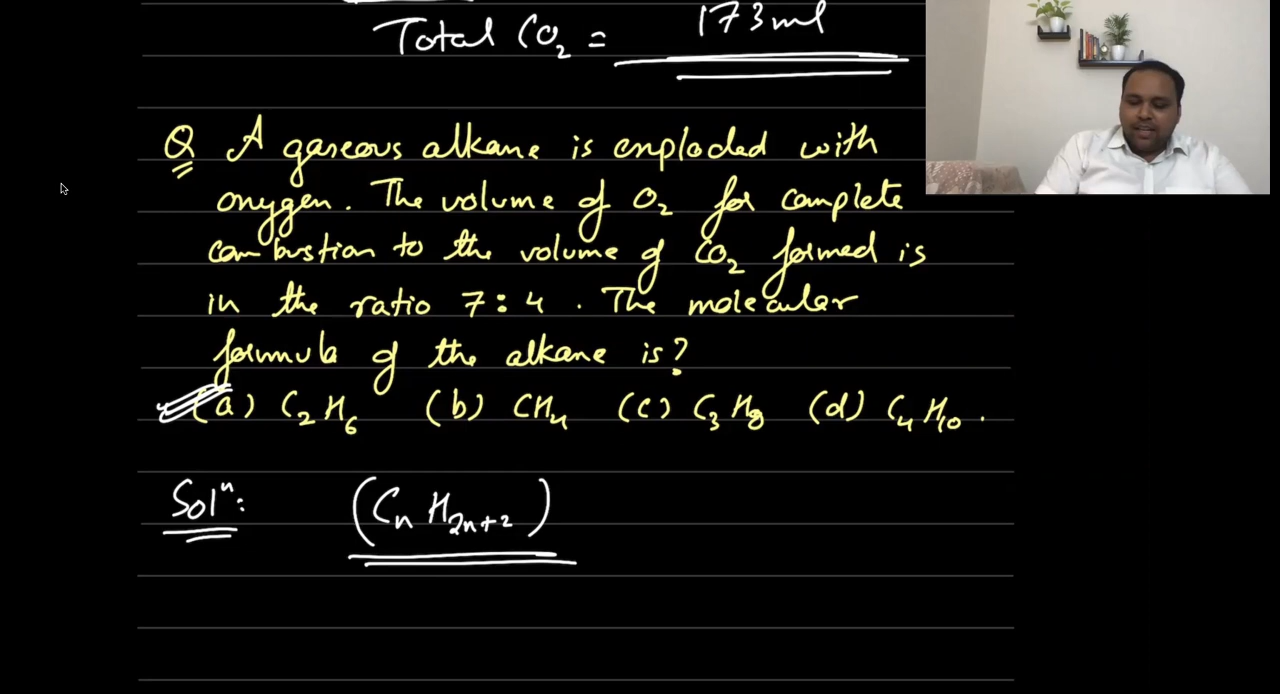 Total CO₂ = 173ml
Q A gaseous alkane is exploded with
oxygen. The volume of O₂ for complete
combustion to the volume of CO₂ formed is
in the ratio 7:4. The molecular
formula of the alkane is?
(a) C₂H₆ (b) CH₄ (c) C₃H₈ (d) C₄H₁₀.
Solⁿ: (CₙH₂ₙ₊₂)